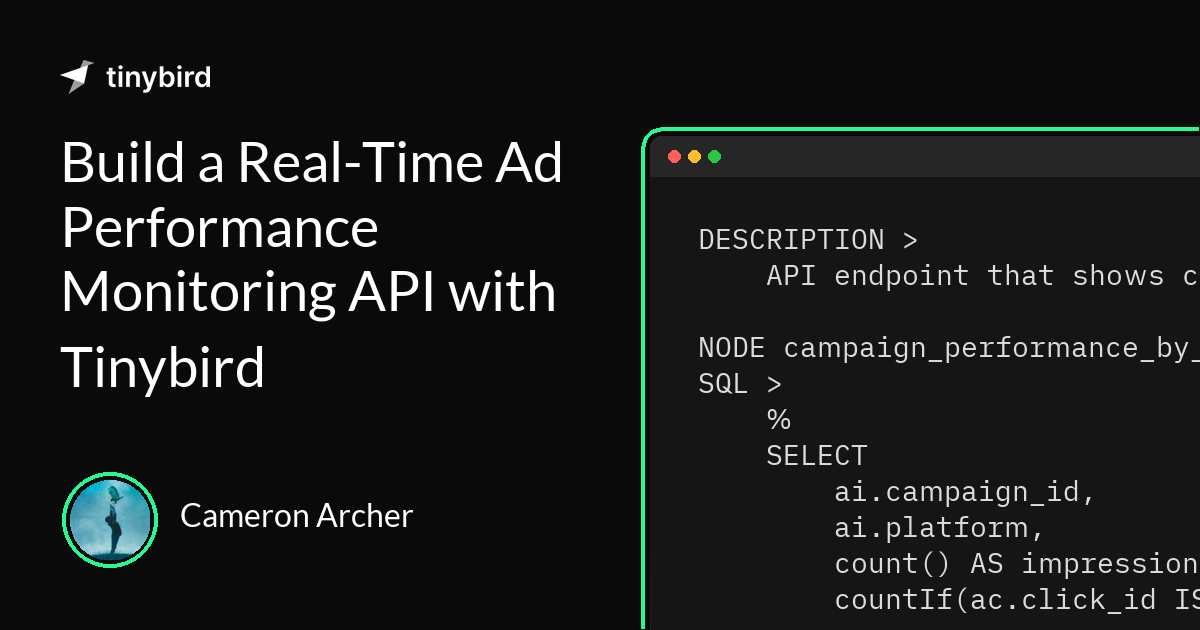 tinybird
Build a Real-Time Ad
Performance
Monitoring API with
Tinybird
Cameron Archer
DESCRIPTION >
API endpoint that shows c
NODE campaign_performance_by_
SQL >
%
SELECT
ai.campaign_id,
ai.platform,
count() AS impression
countIf(ac.click_id IS